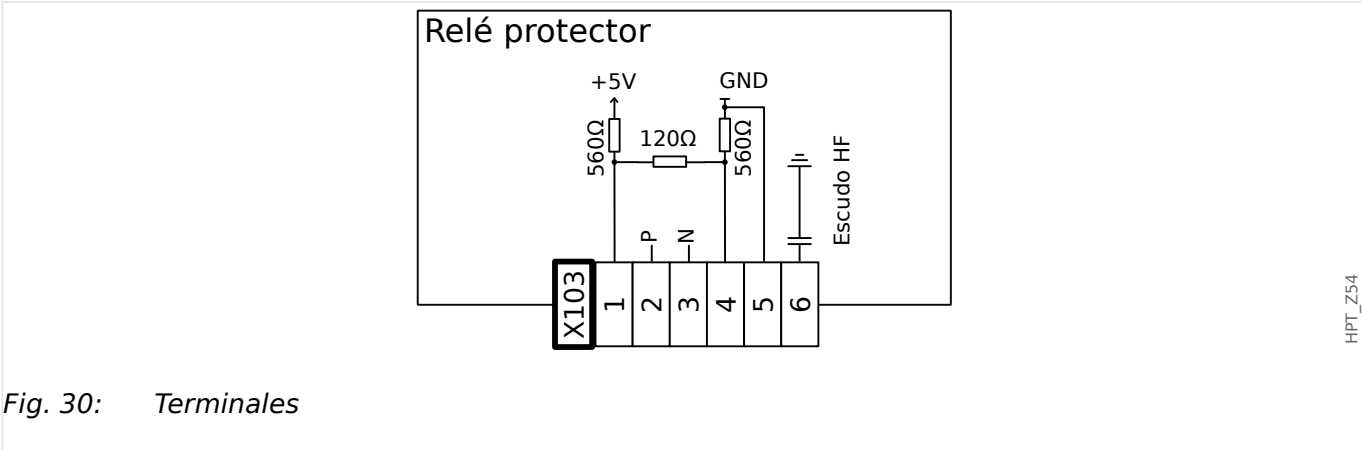 Relé protector
+5V
GND
560Ω
120Ω
560Ω
Escudo HF
P
N
X103
1
2
3
4
5
6
HPT_Z54
Fig. 30: Terminales